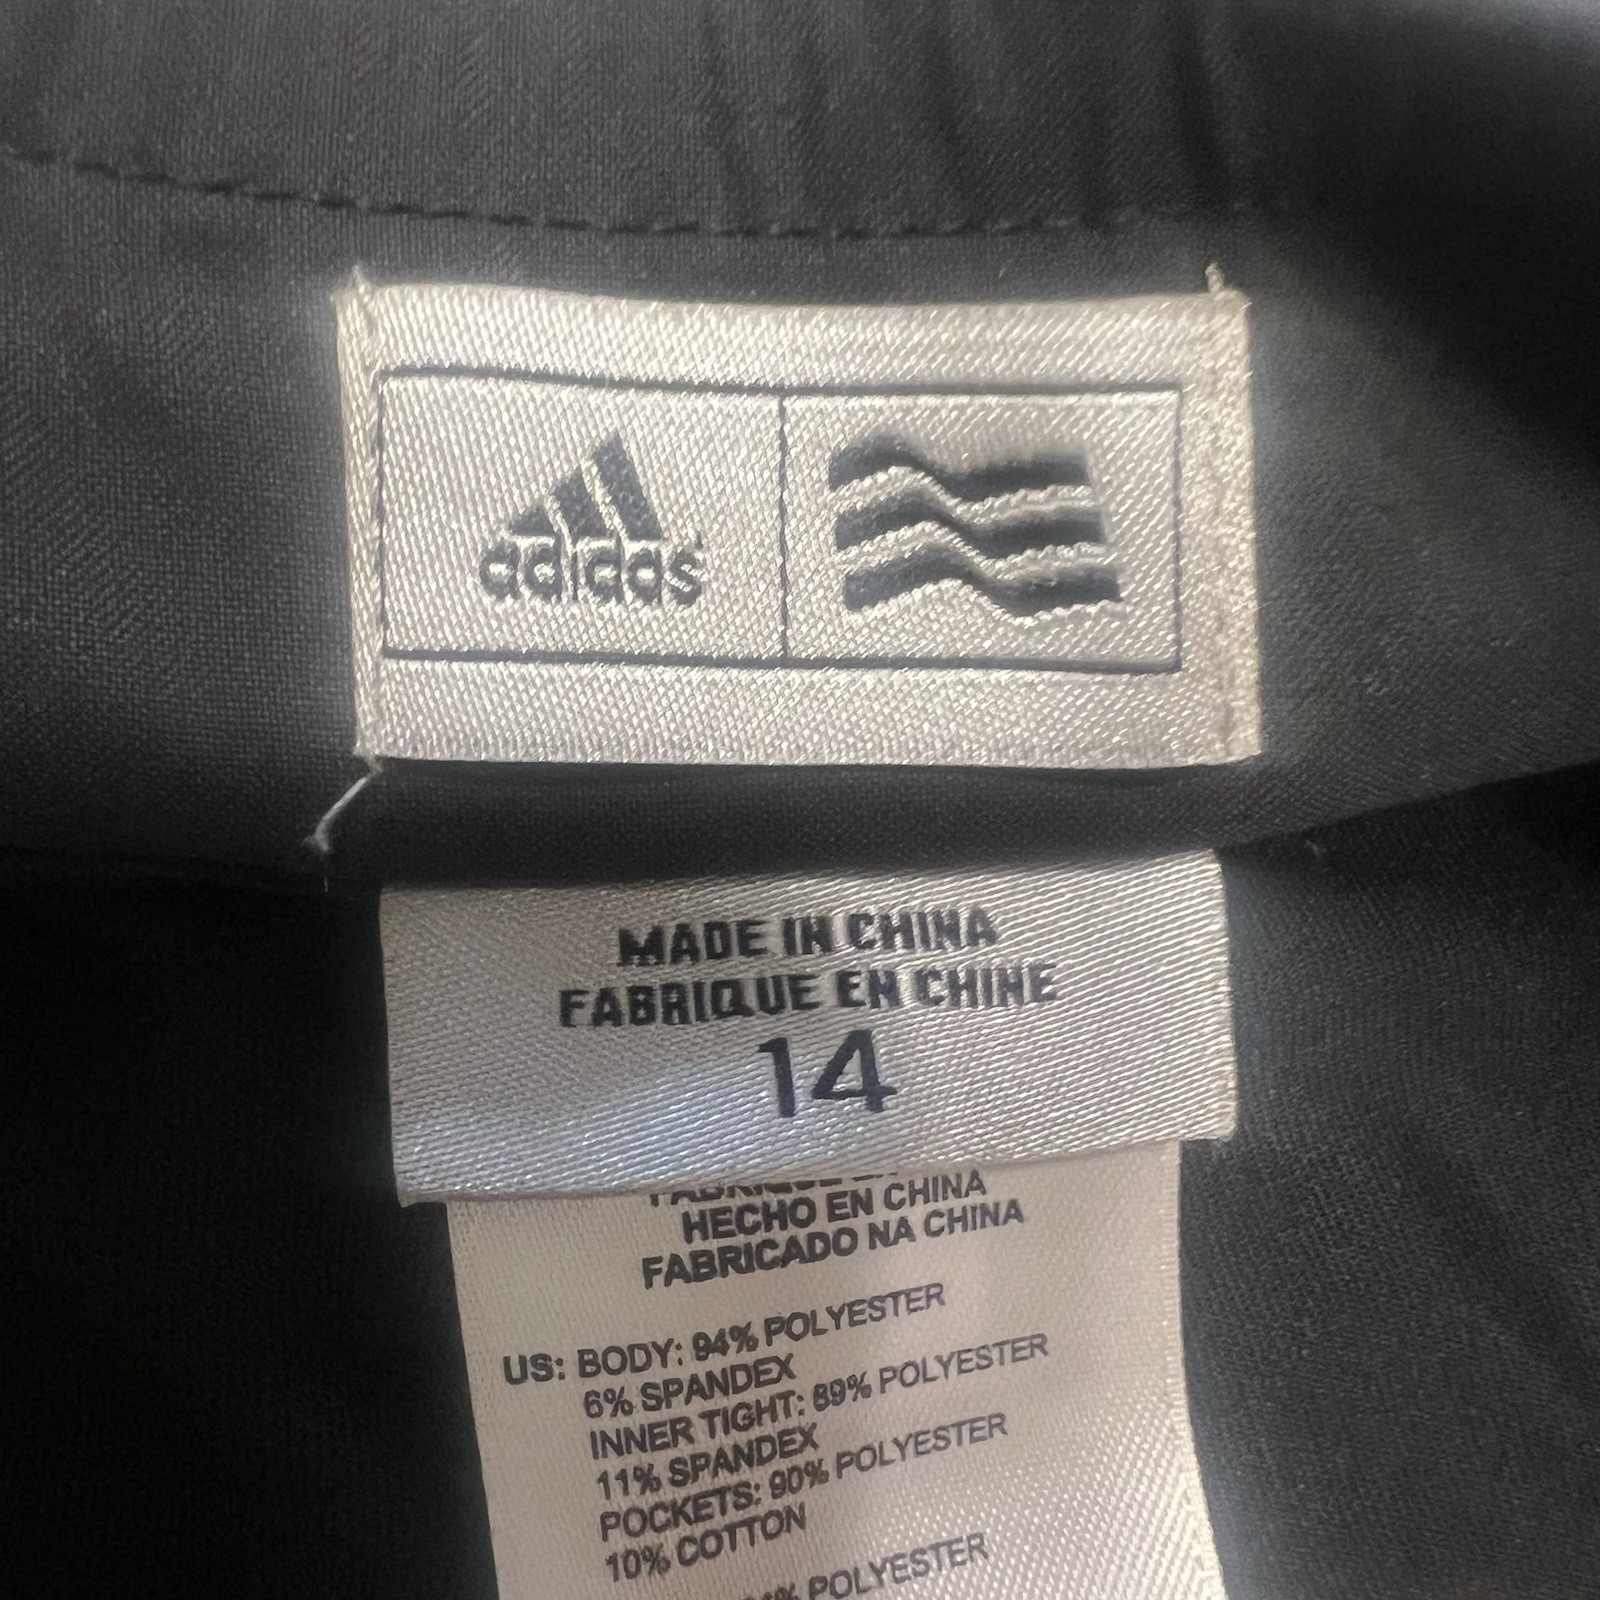 adidas
MADE IN CHINA
FABRIQUE EN CHINE
14
HECHO EN CHINA
FABRICADO NA CHINA
US: BODY: 94% POLYESTER
6% SPANDEX
INNER TIGHT: 89% POLYESTER
11% SPANDEX
POCKETS: 90% POLYESTER
10% COTTON
POLYESTER